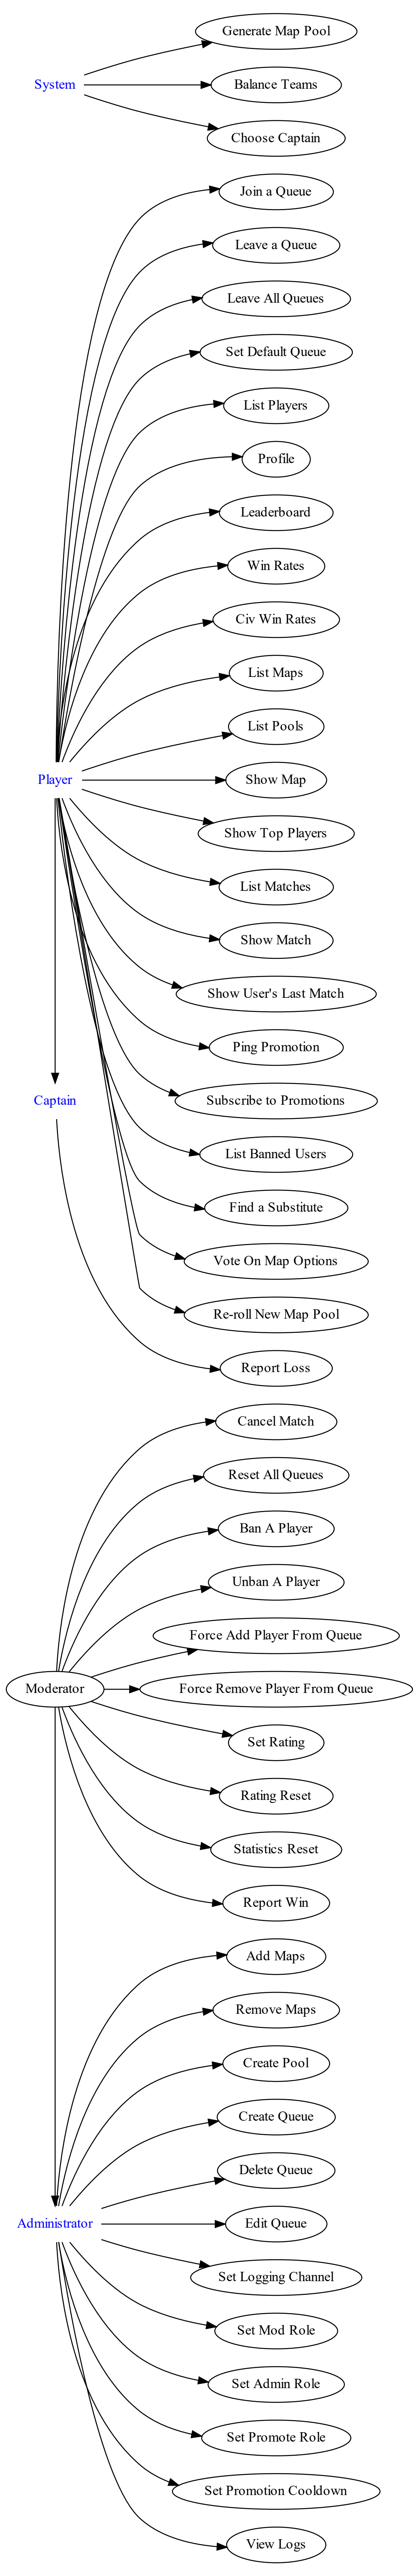 Generate Map Pool
System
Balance Teams
Choose Captain
Join a Queue
Leave a Queue
Leave All Queues
Set Default Queue
List Players
Profile
Leaderboard
Win Rates
Civ Win Rates
List Maps
List Pools
Player
Show Map
Show Top Players
List Matches
Show Match
Show User's Last Match
Ping Promotion
Captain
Subscribe to Promotions
List Banned Users
Find a Substitute
Vote On Map Options
Re-roll New Map Pool
Report Loss
Cancel Match
Reset All Queues
Ban A Player
Unban A Player
Force Add Player From Queue
Moderator
Force Remove Player From Queue
Set Rating
Rating Reset
Statistics Reset
Report Win
Add Maps
Remove Maps
Create Pool
Create Queue
Delete Queue
Administrator
Edit Queue
Set Logging Channel
Set Mod Role
Set Admin Role
Set Promote Role
Set Promotion Cooldown
View Logs